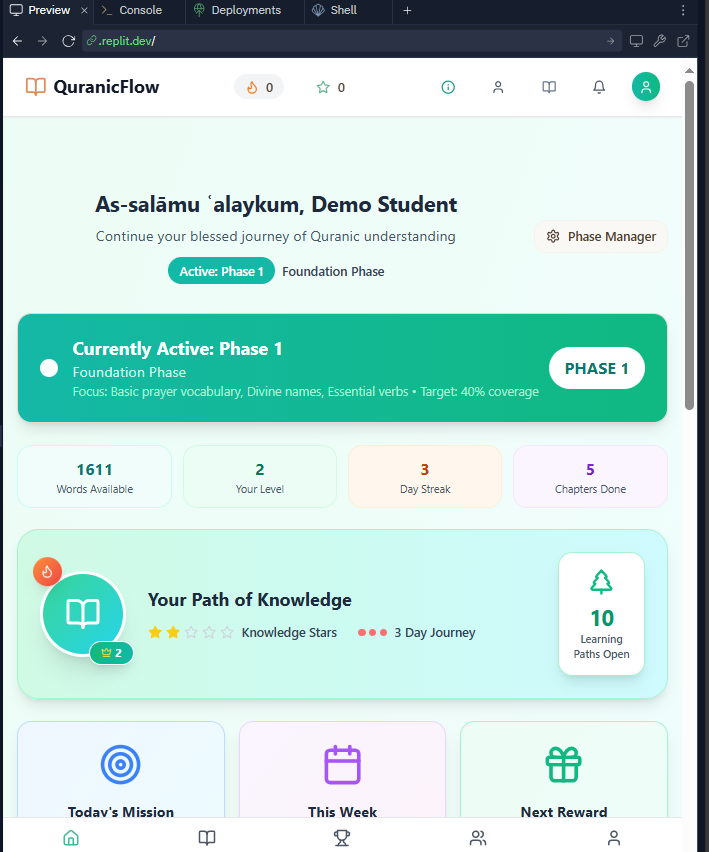 Preview Console Deployments Shell
.replit.dev/
QuranicFlow 0 0
As-salāmu ʿalaykum, Demo Student
Continue your blessed journey of Quranic understanding
Phase Manager
Active: Phase 1 Foundation Phase
Currently Active: Phase 1
Foundation Phase
PHASE 1
Focus: Basic prayer vocabulary, Divine names, Essential verbs • Target: 40% coverage
1611 2 3 5
Words Available Your Level Day Streak Chapters Done
Your Path of Knowledge
Knowledge Stars 3 Day Journey
2
10
Learning
Paths Open
Today's Mission This Week Next Reward